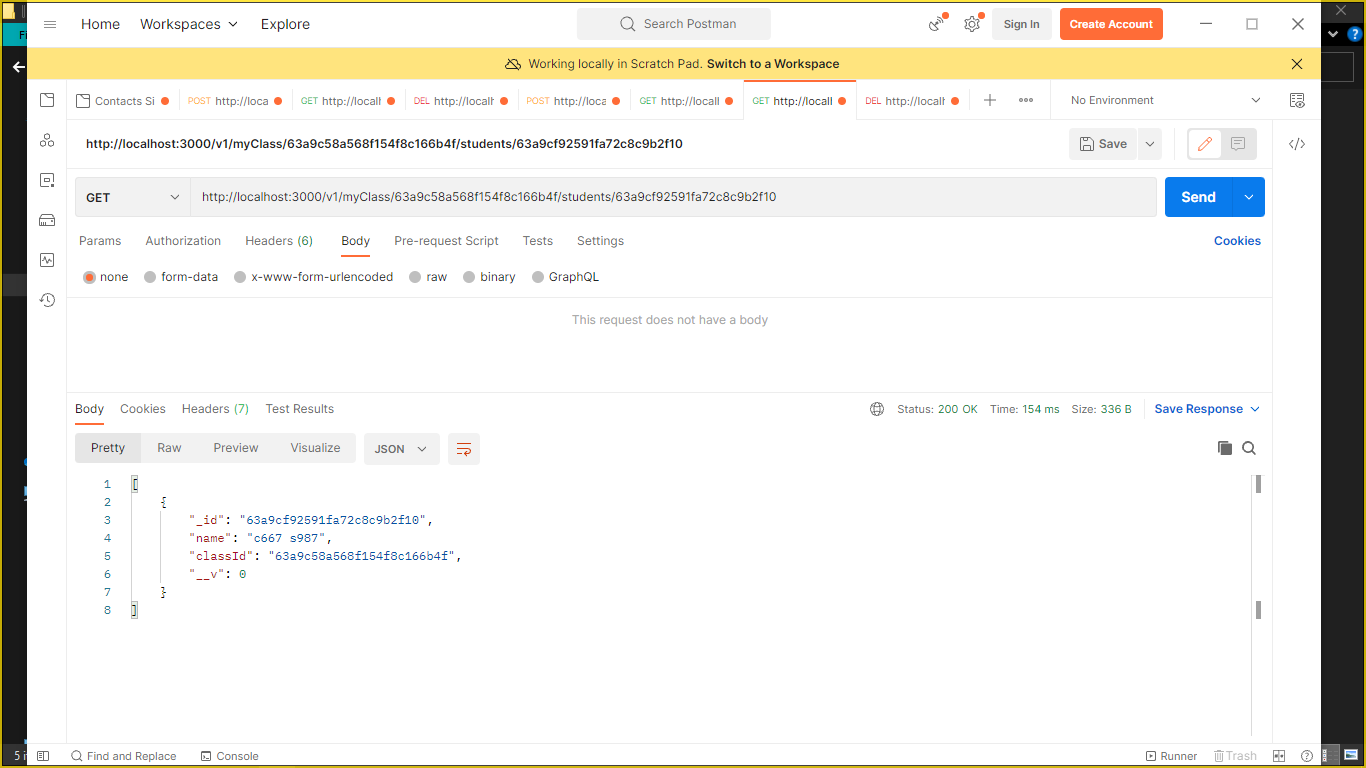 Home Workspaces Explore Search Postman Sign In Create Account
Fi
Working locally in Scratch Pad. Switch to a Workspace
Contacts Si POST http://loca GET http://locall DEL http://localh POST http://loca GET http://locall GET http://locall DEL http://localh No Environment
http://localhost:3000/v1/myClass/63a9c58a568f154f8c166b4f/students/63a9cf92591fa72c8c9b2f10 Save
GET http://localhost:3000/v1/myClass/63a9c58a568f154f8c166b4f/students/63a9cf92591fa72c8c9b2f10 Send
Params Authorization Headers (6) Body Pre-request Script Tests Settings Cookies
none form-data x-www-form-urlencoded raw binary GraphQL
This request does not have a body
Body Cookies Headers (7) Test Results Status: 200 OK Time: 154 ms Size: 336 B Save Response
Pretty Raw Preview Visualize JSON
1 [
2 {
3 "_id": "63a9cf92591fa72c8c9b2f10",
4 "name": "c667 s987",
5 "classId": "63a9c58a568f154f8c166b4f",
6 "__v": 0
7 }
8 ]
5 i Find and Replace Console Runner Trash